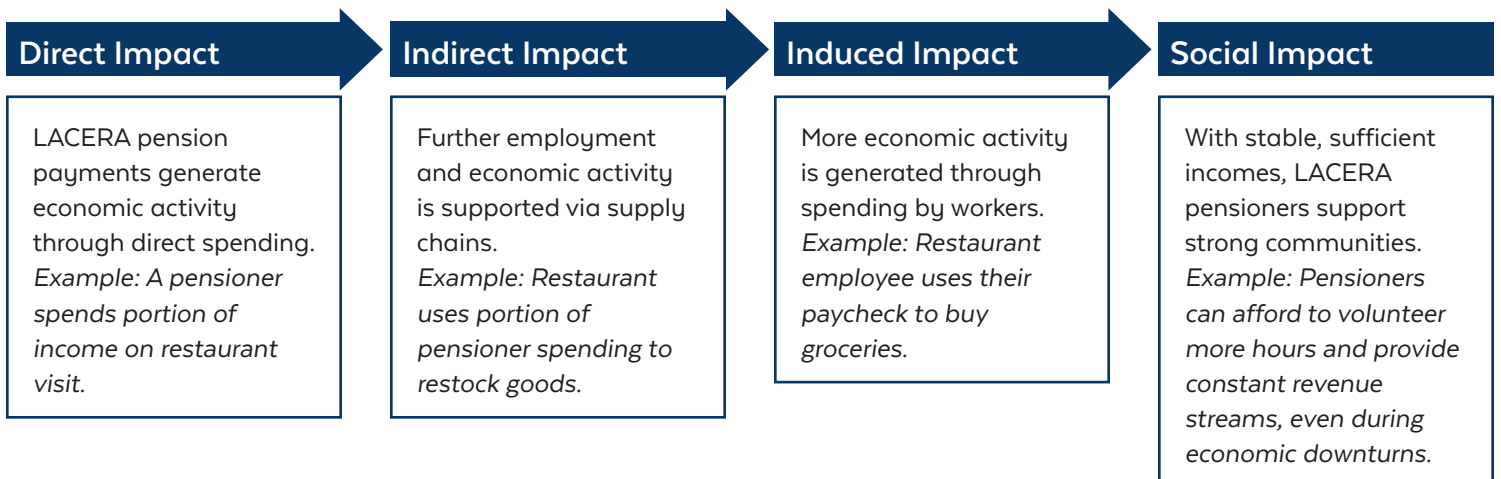 Direct Impact
LACERA pension
payments generate
economic activity
through direct spending.
Example: A pensioner
spends portion of
income on restaurant
visit.
Indirect Impact
Further employment
and economic activity
is supported via supply
chains.
Example: Restaurant
uses portion of
pensioner spending to
restock goods.
Induced Impact
More economic activity
is generated through
spending by workers.
Example: Restaurant
employee uses their
paycheck to buy
groceries.
Social Impact
With stable, sufficient
incomes, LACERA
pensioners support
strong communities.
Example: Pensioners
can afford to volunteer
more hours and provide
constant revenue
streams, even during
economic downturns.